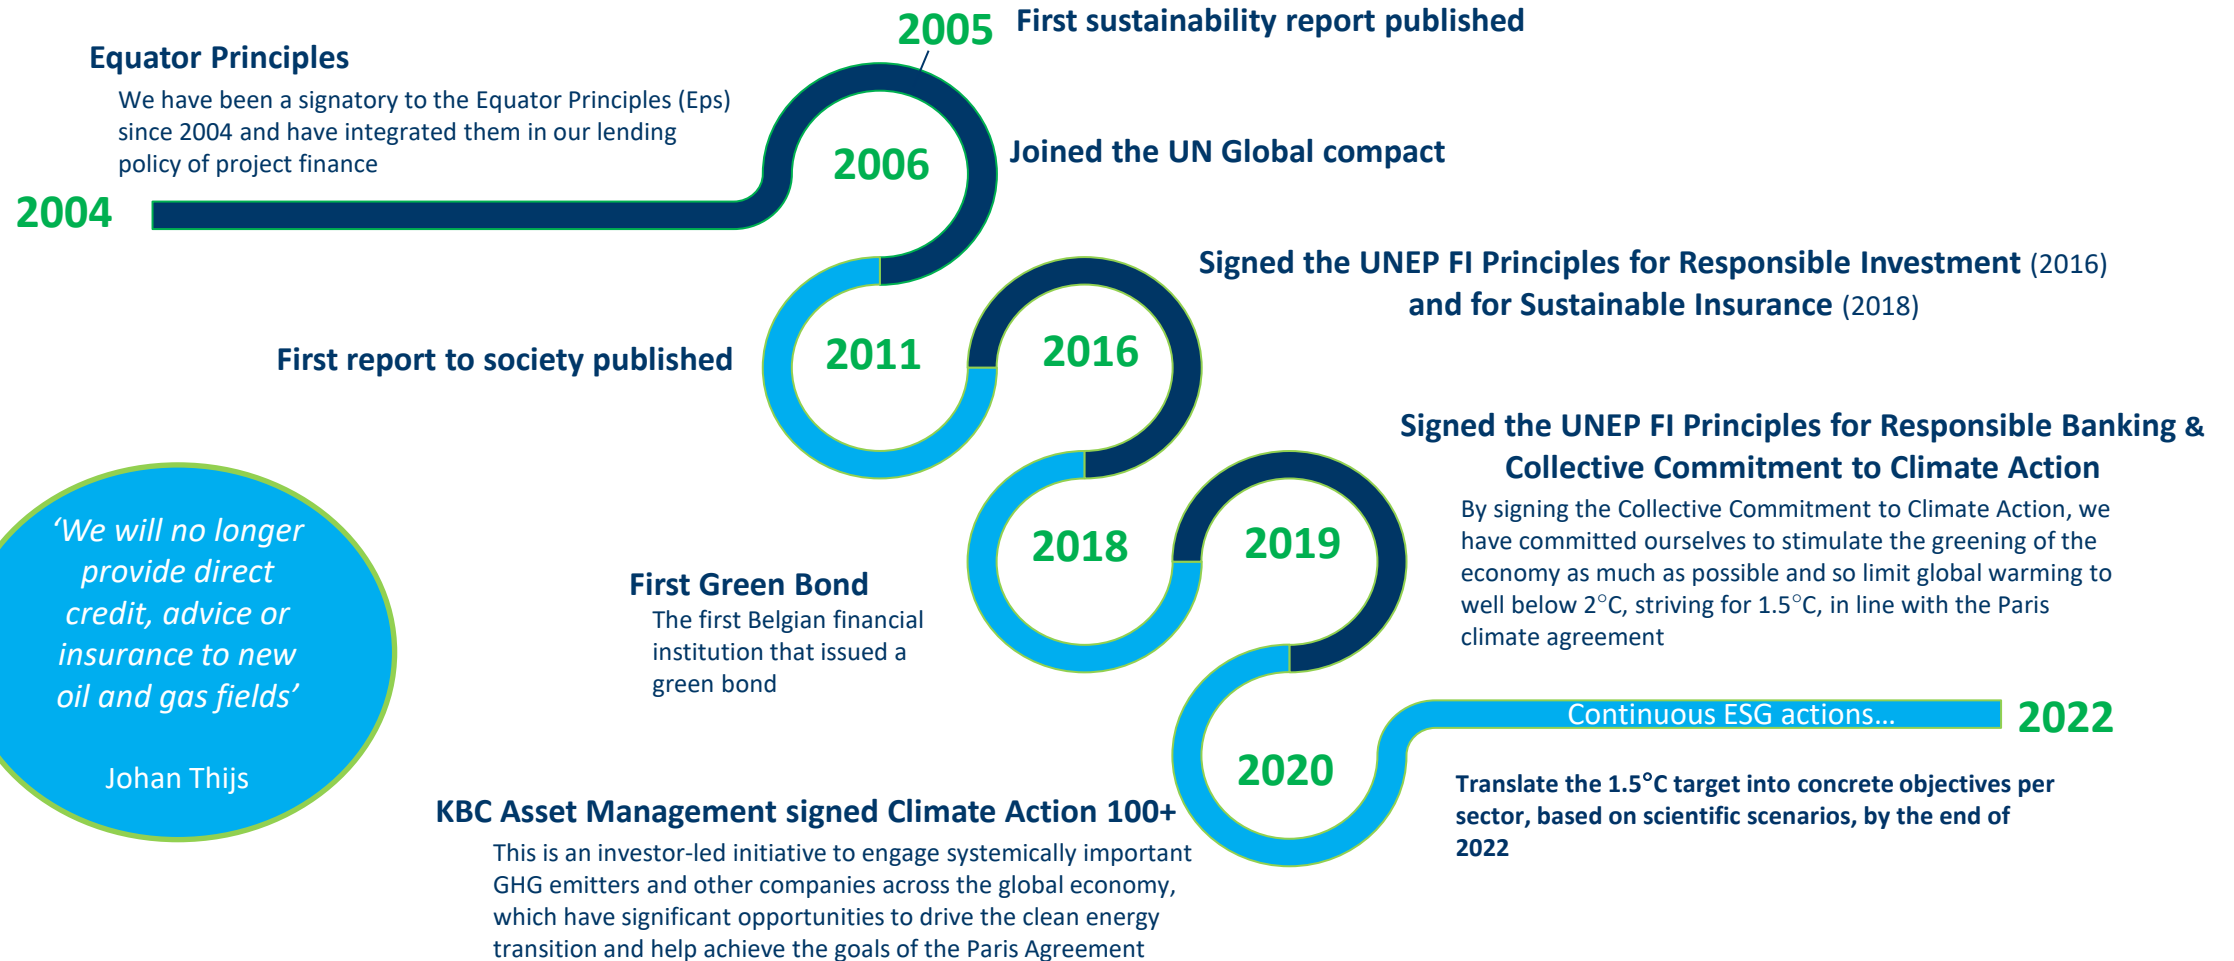 2005 First sustainability report published
Equator Principles
We have been a signatory to the Equator Principles (Eps)
since 2004 and have integrated them in our lending
policy of project finance
2004
2006
Joined the UN Global compact
Signed the UNEP FI Principles for Responsible Investment (2016)
and for Sustainable Insurance (2018)
First report to society published
2011
2016
Signed the UNEP FI Principles for Responsible Banking &
Collective Commitment to Climate Action
By signing the Collective Commitment to Climate Action, we
have committed ourselves to stimulate the greening of the
economy as much as possible and so limit global warming to
well below 2°C, striving for 1.5°C, in line with the Paris
climate agreement
2018
2019
First Green Bond
The first Belgian financial
institution that issued a
green bond
‘We will no longer
provide direct
credit, advice or
insurance to new
oil and gas fields’
Johan Thijs
Continuous ESG actions...
2022
2020
Translate the 1.5°C target into concrete objectives per
sector, based on scientific scenarios, by the end of
2022
KBC Asset Management signed Climate Action 100+
This is an investor-led initiative to engage systemically important
GHG emitters and other companies across the global economy,
which have significant opportunities to drive the clean energy
transition and help achieve the goals of the Paris Agreement